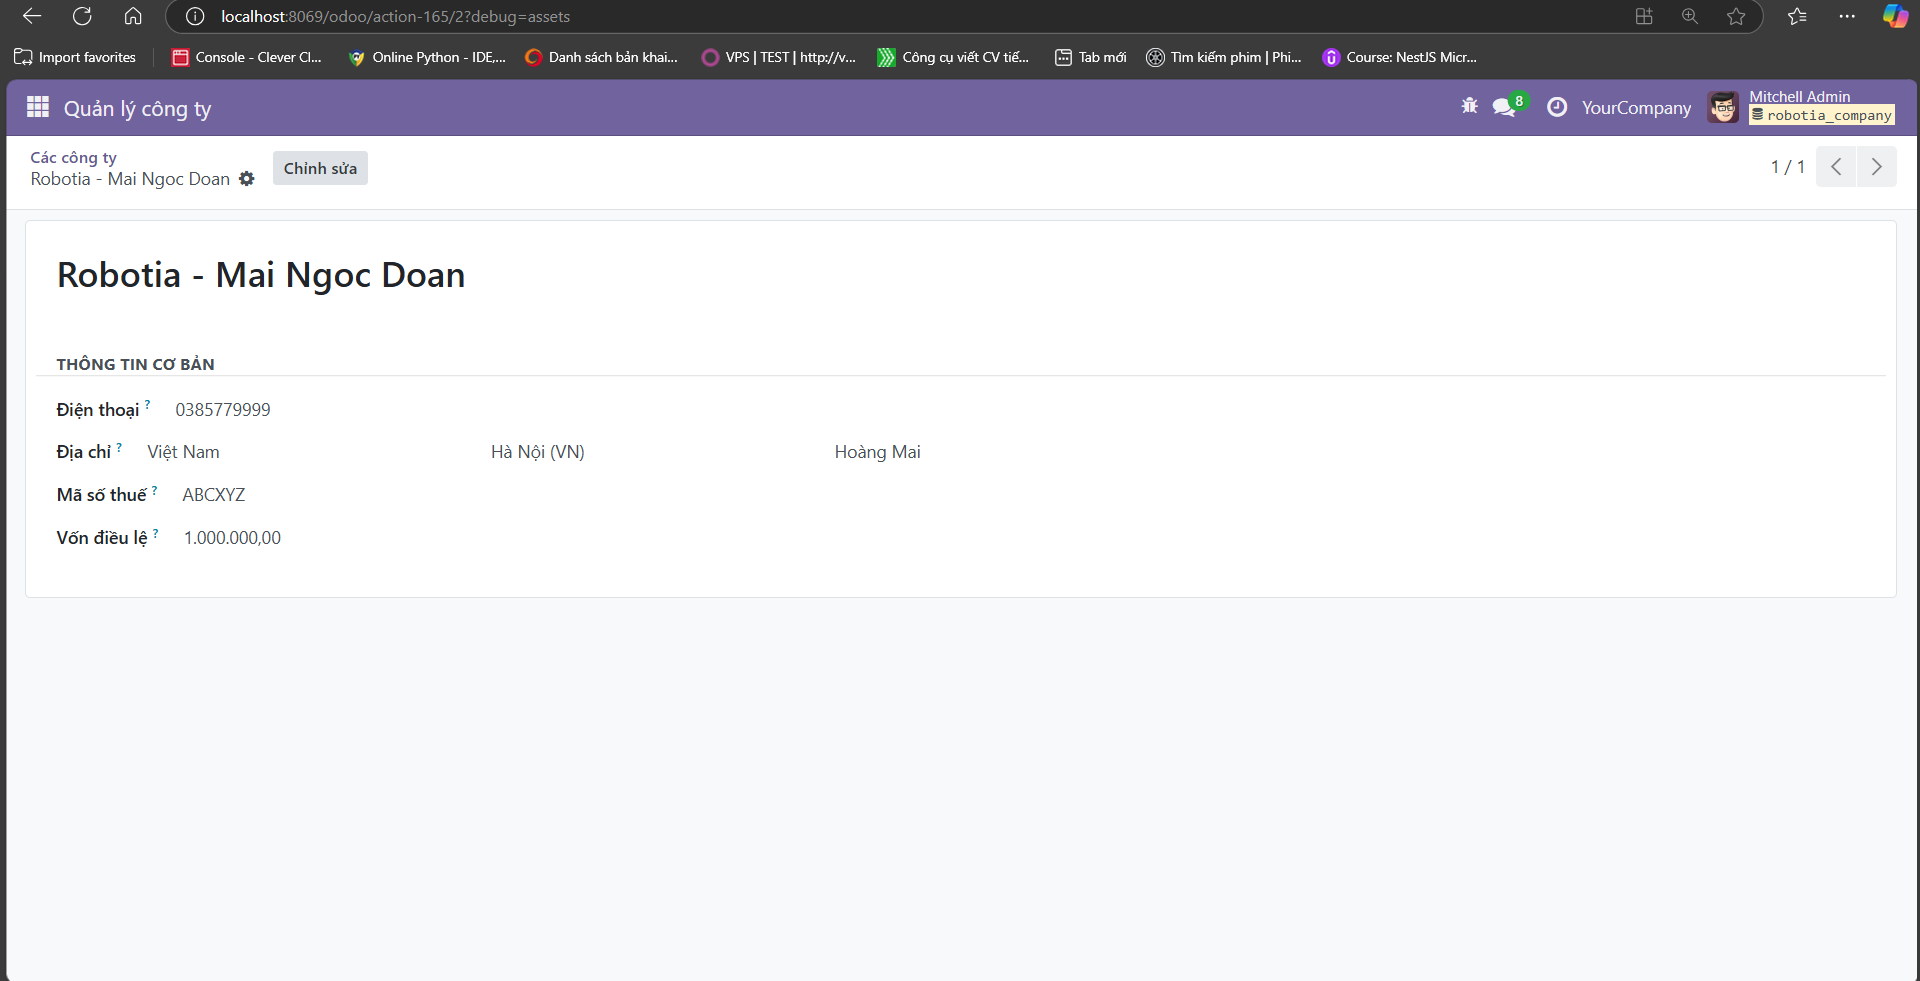 localhost:8069/odoo/action-165/2?debug=assets
Import favorites
Console - Clever Cl...
Online Python - IDE,...
Danh sách bản khai...
VPS | TEST | http://v...
Công cụ viết CV tiế...
Tab mới
Tìm kiếm phim | Phi...
Course: NestJS Micr...
Quản lý công ty
8
YourCompany
Mitchell Admin
robotia_company
Các công ty
Robotia - Mai Ngoc Doan
Chỉnh sửa
1 / 1
Robotia - Mai Ngoc Doan
THÔNG TIN CƠ BẢN
Điện thoại ? 0385779999
Địa chỉ ? Việt Nam Hà Nội (VN) Hoàng Mai
Mã số thuế ? ABCXYZ
Vốn điều lệ ? 1.000.000,00